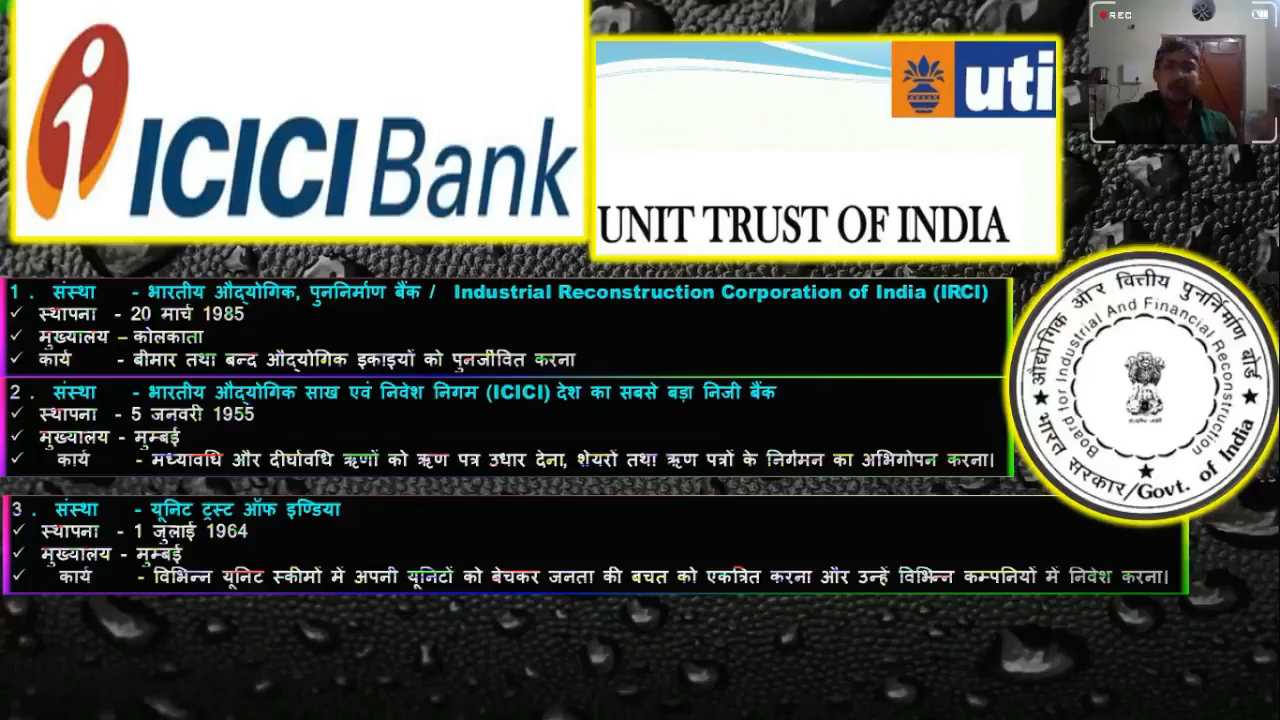 ICICI Bank
uti
UNIT TRUST OF INDIA
REC
1 . संस्था - भारतीय औद्योगिक, पुननिर्माण बैंक / Industrial Reconstruction Corporation of India (IRCI)
✓ स्थापना - 20 मार्च 1985
✓ मुख्यालय – कोलकाता
✓ कार्य - बीमार तथा बन्द औद्योगिक इकाइयों को पुनर्जीवित करना
2 . संस्था - भारतीय औद्योगिक साख एवं निवेश निगम (ICICI) देश का सबसे बड़ा निजी बैंक
✓ स्थापना - 5 जनवरी 1955
✓ मुख्यालय - मुम्बई
✓ कार्य - मध्यावधि और दीर्घावधि ऋणों को ऋण पत्र उधार देना, शेयरों तथा ऋण पत्रों के निर्गमन का अभिगोपन करना।
3 . संस्था - यूनिट ट्रस्ट ऑफ इण्डिया
✓ स्थापना - 1 जुलाई 1964
✓ मुख्यालय - मुम्बई
✓ कार्य - विभिन्न यूनिट स्कीमों में अपनी यूनिटों को बेचकर जनता की बचत को एकत्रित करना और उन्हें विभिन्न कम्पनियों में निवेश करना।
औद्योगिक और वित्तीय पुनर्निर्माण बोर्ड
Board for Industrial And Financial Reconstruction
भारत सरकार/Govt. of India